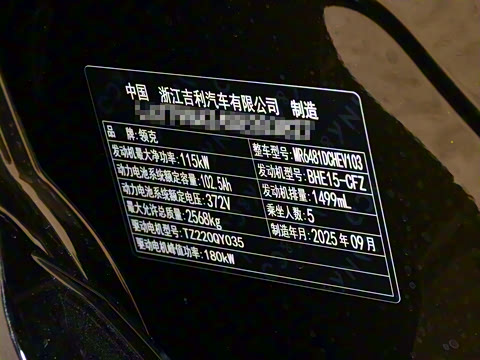 中国 浙江吉利汽车有限公司 制造
品 牌:领克
整车型号:MR6481DCHEV103
发动机最大净功率:115kW
发动机型号:BHE15-CFZ
动力电池系统额定容量:102.5Ah
发动机排量:1499mL
动力电池系统额定电压:372V
乘坐人数:5
最大允许总质量:2568kg
制造年月:2025年09月
驱动电机型号:TZ220QY035
驱动电机峰值功率:180kW